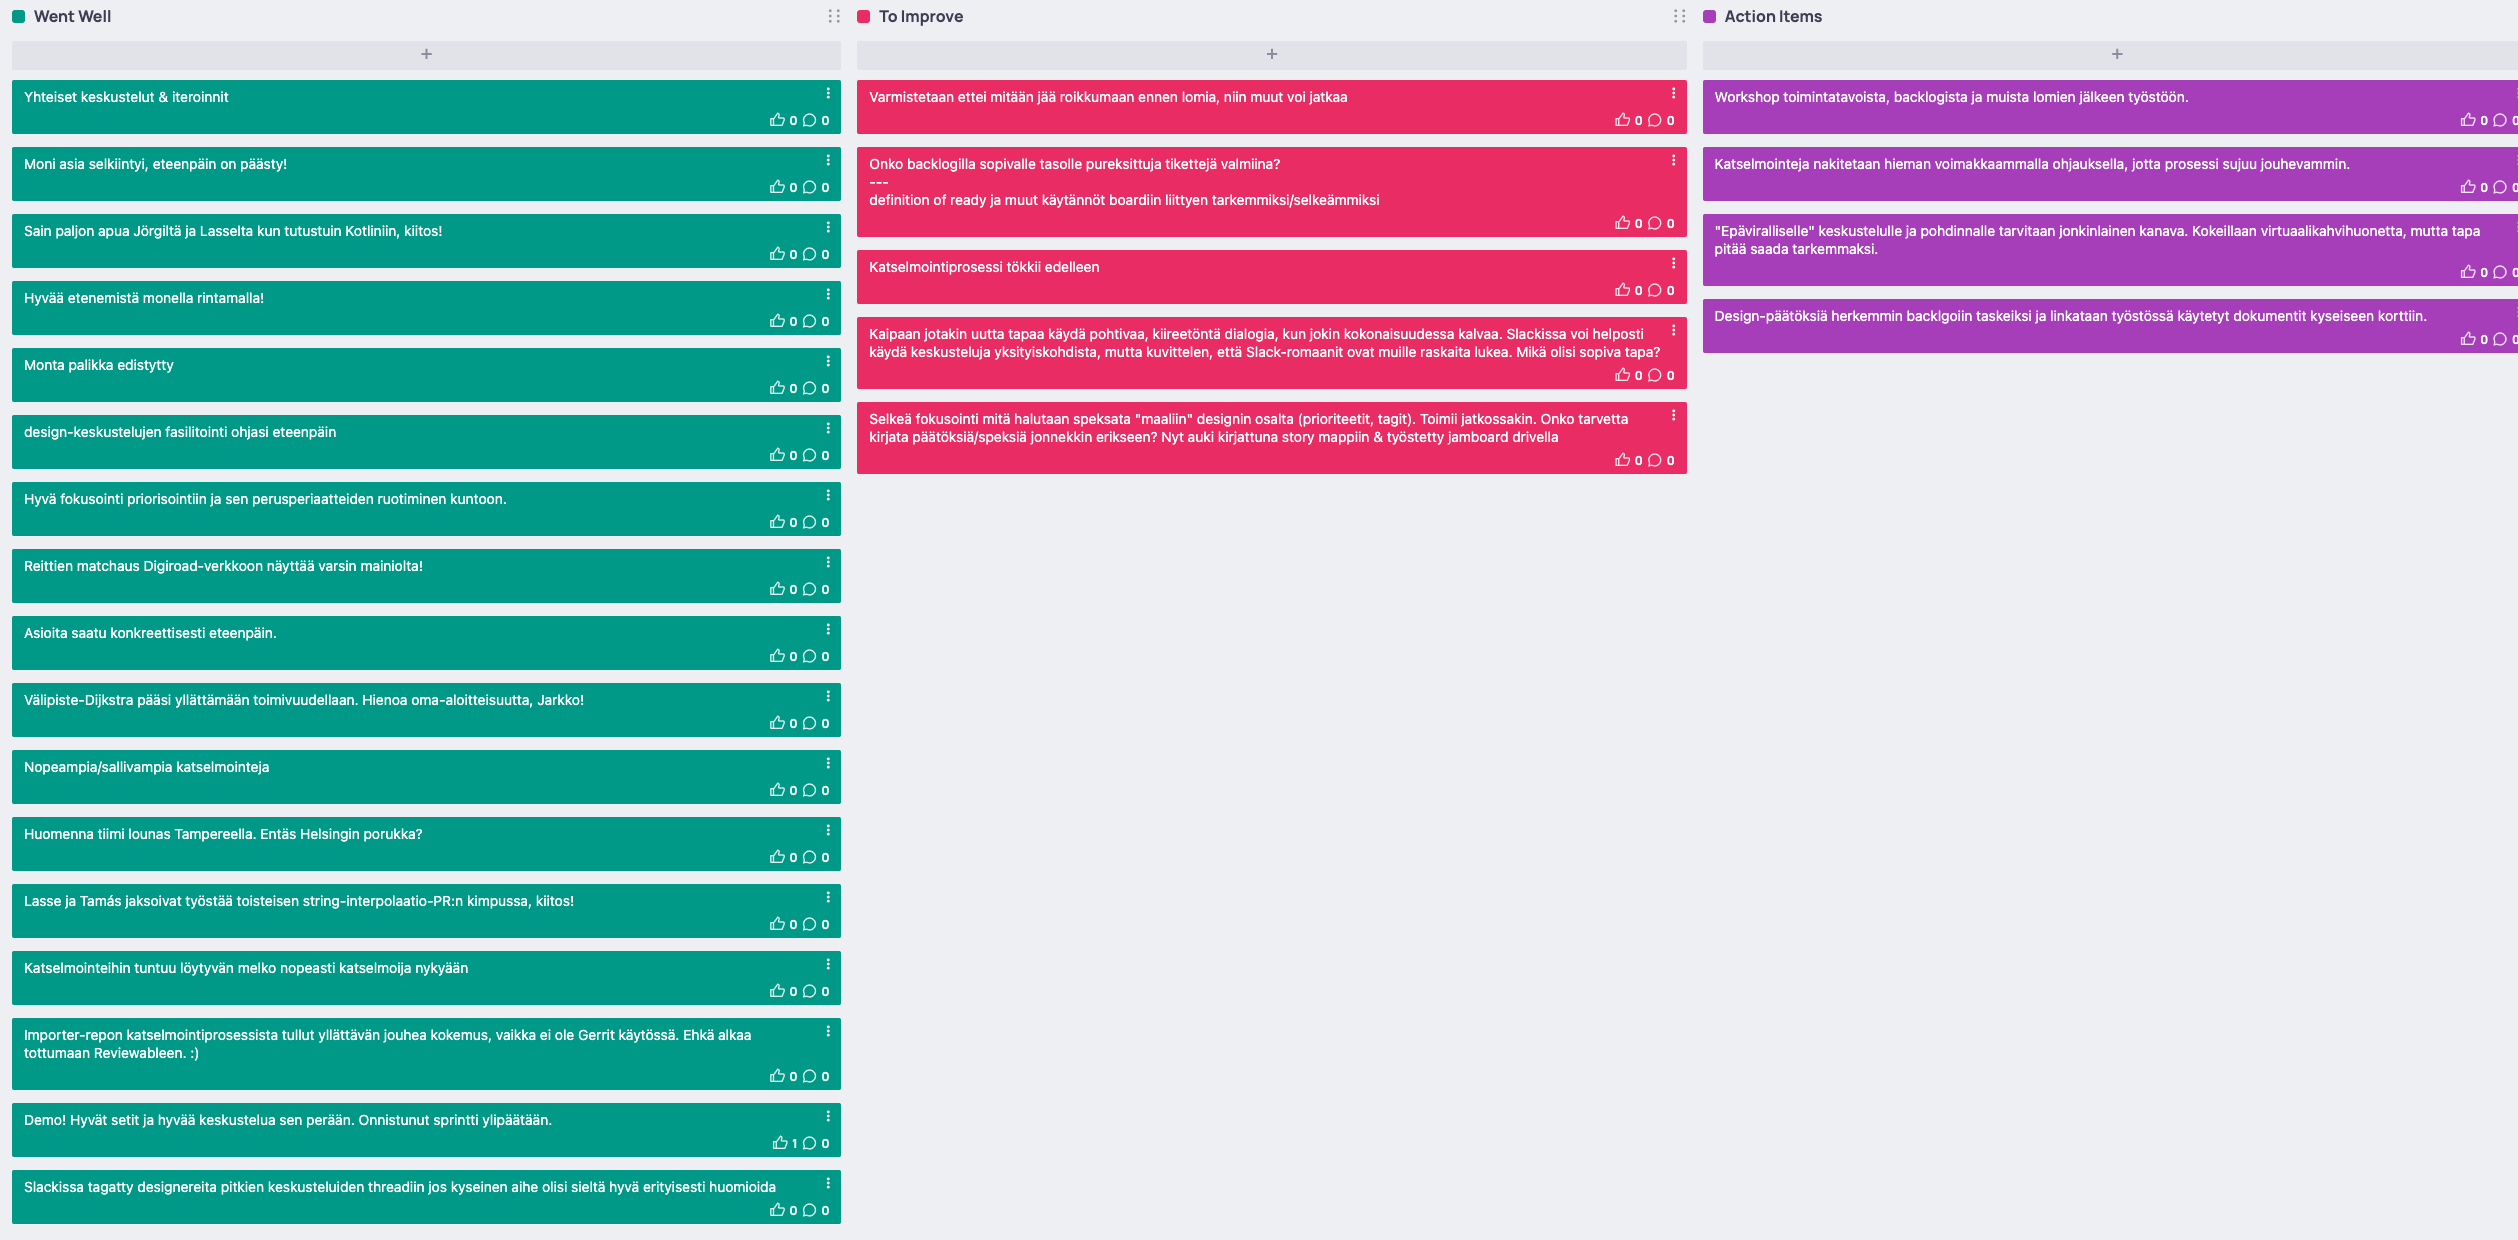 Went Well
+
Yhteiset keskustelut & iteroinnit
0 0
Moni asia selkiintyi, eteenpäin on päästy!
0 0
Sain paljon apua Jörgiltä ja Lasselta kun tutustuin Kotliniin, kiitos!
0 0
Hyvää etenemistä monella rintamalla!
0 0
Monta palikka edistytty
0 0
design-keskustelujen fasilitointi ohjasi eteenpäin
0 0
Hyvä fokusointi priorisointiin ja sen perusperiaatteiden ruotiminen kuntoon.
0 0
Reittien matchaus Digiroad-verkkoon näyttää varsin mainiolta!
0 0
Asioita saatu konkreettisesti eteenpäin.
0 0
Välipiste-Dijkstra pääsi yllättämään toimivuudellaan. Hienoa oma-aloitteisuutta, Jarkko!
0 0
Nopeampia/sallivampia katselmointeja
0 0
Huomenna tiimi lounas Tampereella. Entäs Helsingin porukka?
0 0
Lasse ja Tamás jaksoivat työstää toisteisen string-interpolaatio-PR:n kimpussa, kiitos!
0 0
Katselmointeihin tuntuu löytyvän melko nopeasti katselmoija nykyään
0 0
Importer-repon katselmointiprosessista tullut yllättävän jouhea kokemus, vaikka ei ole Gerrit käytössä. Ehkä alkaa
tottumaan Reviewableen. :)
0 0
Demo! Hyvät setit ja hyvää keskustelua sen perään. Onnistunut sprintti ylipäätään.
1 0
Slackissa tagatty designereita pitkien keskusteluiden threadiin jos kyseinen aihe olisi sieltä hyvä erityisesti huomioida
0 0
To Improve
+
Varmistetaan ettei mitään jää roikkumaan ennen lomia, niin muut voi jatkaa
0 0
Onko backlogilla sopivalle tasolle pureksittuja tikettejä valmiina?
---
definition of ready ja muut käytännöt boardiin liittyen tarkemmiksi/selkeämmiksi
0 0
Katselmointiprosessi tökkii edelleen
0 0
Kaipaan jotakin uutta tapaa käydä pohtivaa, kiireetöntä dialogia, kun jokin kokonaisuudessa kalvaa. Slackissa voi helposti
käydä keskusteluja yksityiskohdista, mutta kuvittelen, että Slack-romaanit ovat muille raskaita lukea. Mikä olisi sopiva tapa?
0 0
Selkeä fokusointi mitä halutaan speksata "maaliin" designin osalta (prioriteetit, tagit). Toimii jatkossakin. Onko tarvetta
kirjata päätöksiä/speksiä jonnekkin erikseen? Nyt auki kirjattuna story mappiin & työstetty jamboard drivella
0 0
Action Items
+
Workshop toimintatavoista, backlogista ja muista lomien jälkeen työstöön.
0 0
Katselmointeja nakitetaan hieman voimakkaammalla ohjauksella, jotta prosessi sujuu jouhevammin.
0 0
"Epäviralliselle" keskustelulle ja pohdinnalle tarvitaan jonkinlainen kanava. Kokeillaan virtuaalikahvihuonetta, mutta tapa
pitää saada tarkemmaksi.
0 0
Design-päätöksiä herkemmin backlgoiin taskeiksi ja linkataan työstössä käytetyt dokumentit kyseiseen korttiin.
0 0